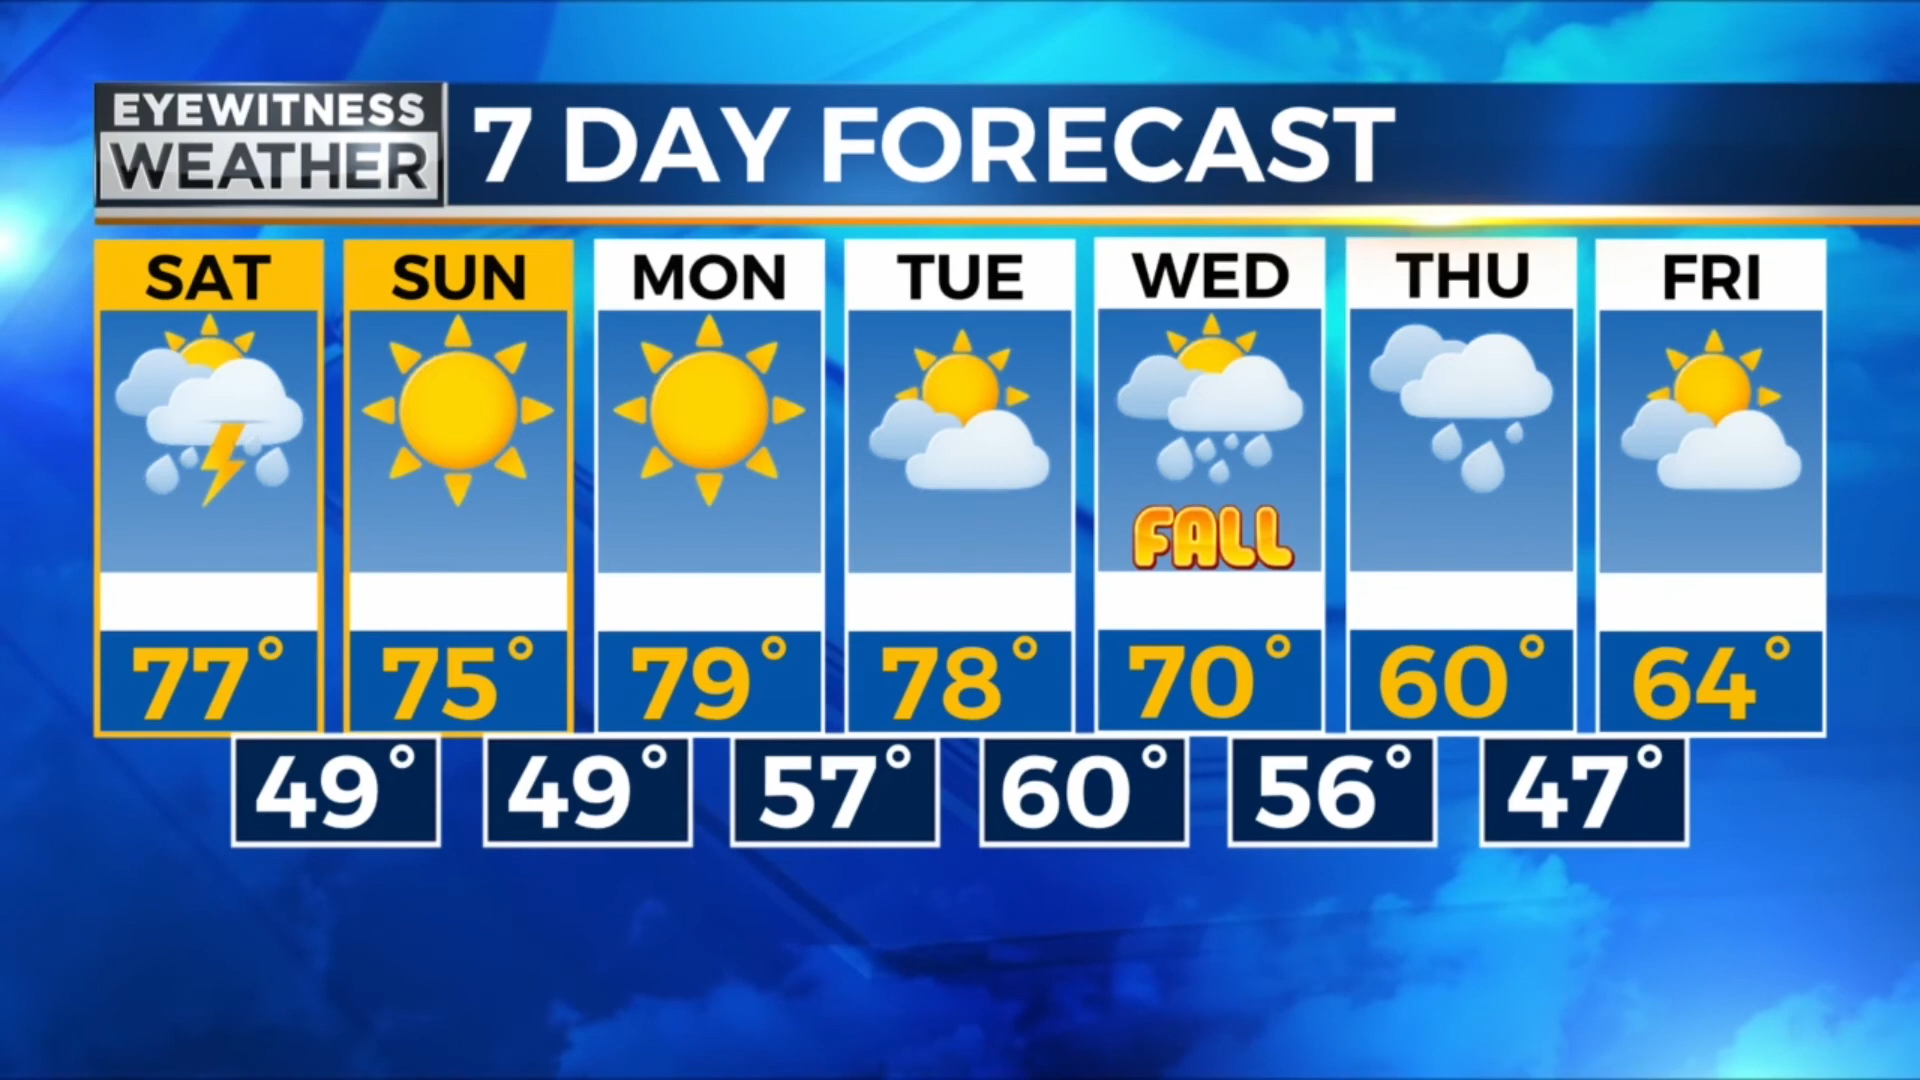 EYEWITNESS
WEATHER
7 DAY FORECAST
SAT SUN MON TUE WED THU FRI
FALL
77° 75° 79° 78° 70° 60° 64°
49° 49° 57° 60° 56° 47°